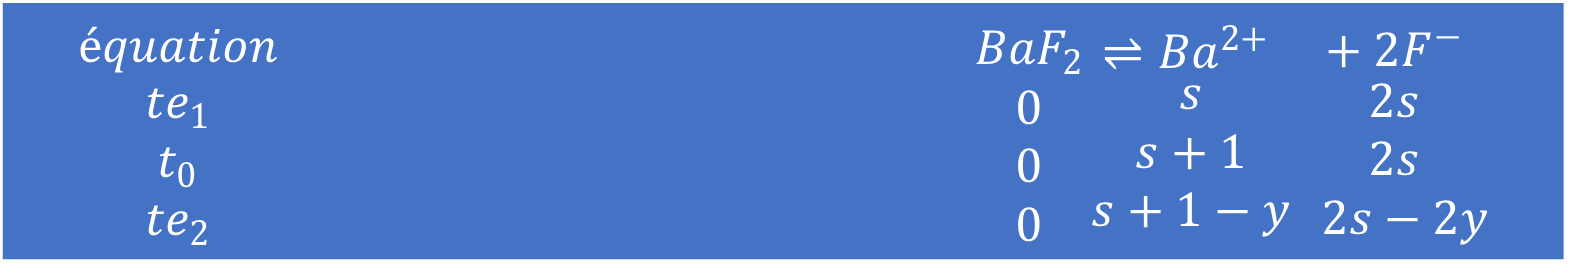 équation BaF₂ ⇌ Ba²⁺ + 2F⁻
te₁ 0 s 2s
t₀ 0 s + 1 2s
te₂ 0 s + 1 − y 2s − 2y